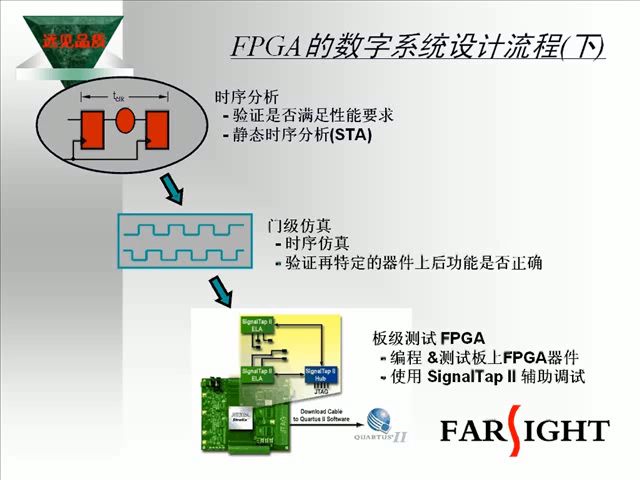 远见品质
FPGA的数字系统设计流程(下)
tclk
时序分析
- 验证是否满足性能要求
- 静态时序分析(STA)
门级仿真
- 时序仿真
- 验证再特定的器件上后功能是否正确
SignalTap II
ELA
SignalTap II
ELA
SignalTap II
Hub
JTAG
JTAG
Stratix
Download Cable
to Quartus II Software
QUARTUS II
板级测试 FPGA
- 编程 &测试板上FPGA器件
- 使用 SignalTap II 辅助调试
FARSIGHT